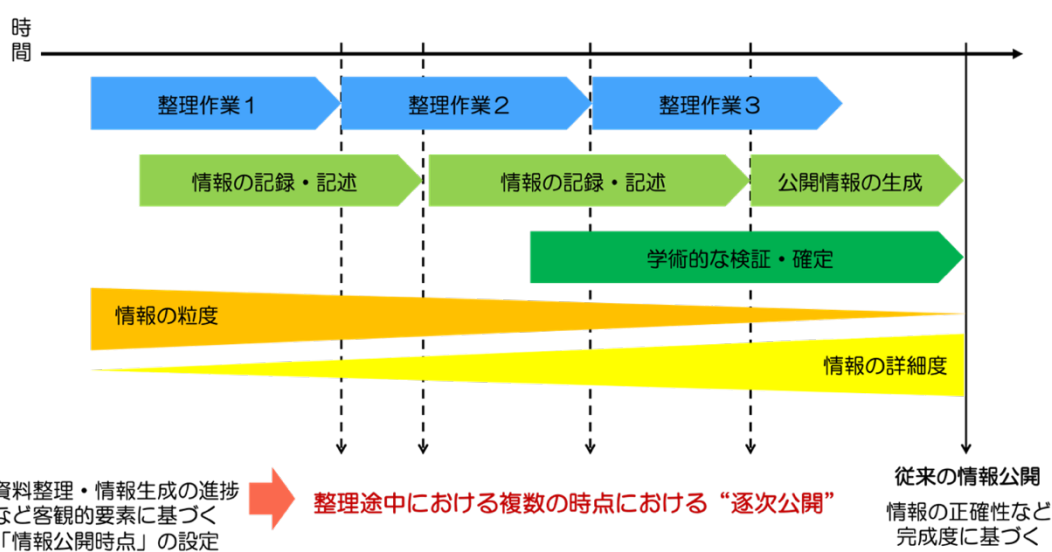 時
間
整理作業1
整理作業2
整理作業3
情報の記録・記述
情報の記録・記述
公開情報の生成
学術的な検証・確定
情報の粒度
情報の詳細度
資料整理・情報生成の進捗
など客観的要素に基づく
「情報公開時点」の設定
整理途中における複数の時点における“逐次公開”
従来の情報公開
情報の正確性など
完成度に基づく